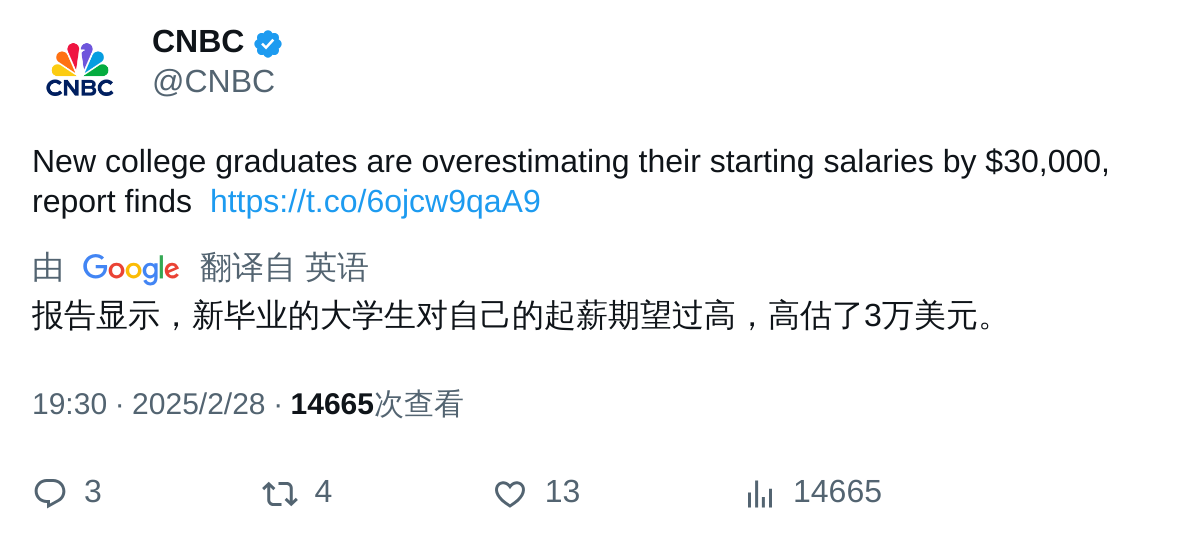 CNBC
CNBC
@CNBC
New college graduates are overestimating their starting salaries by $30,000,
report finds https://t.co/6ojcw9qaA9
由 Google 翻译自 英语
报告显示，新毕业的大学生对自己的起薪期望过高，高估了3万美元。
19:30 · 2025/2/28 · 14665次查看
3 4 13 14665